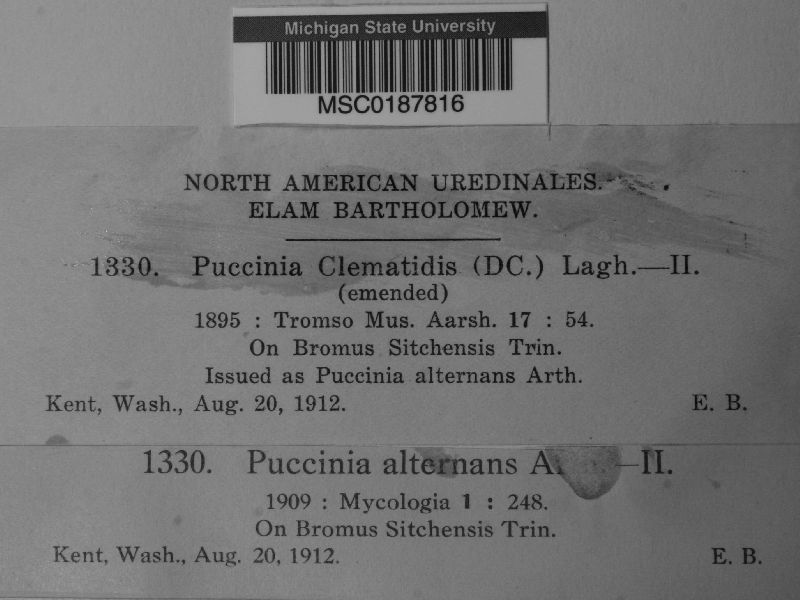 Michigan State University
MSC0187816
NORTH AMERICAN UREDINALES.
ELAM BARTHOLOMEW.
1330. Puccinia Clematidis (DC.) Lagh.—II.
(emended)
1895 : Tromso Mus. Aarsh. 17 : 54.
On Bromus Sitchensis Trin.
Issued as Puccinia alternans Arth.
Kent, Wash., Aug. 20, 1912. E. B.
1330. Puccinia alternans —II.
1909 : Mycologia 1 : 248.
On Bromus Sitchensis Trin.
Kent, Wash., Aug. 20, 1912. E. B.